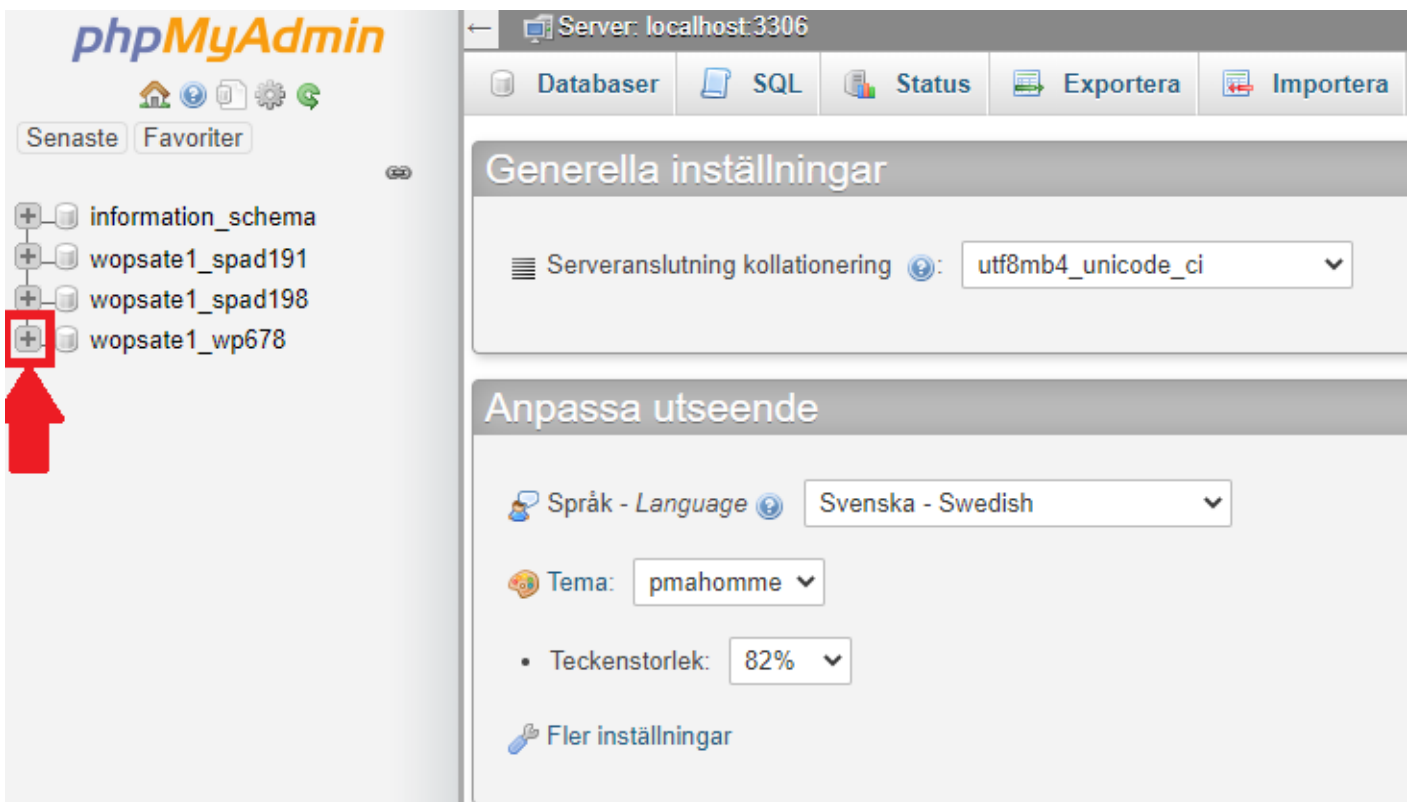 phpMyAdmin
Senaste Favoriter
information_schema
wopsate1_spad191
wopsate1_spad198
wopsate1_wp678
Server: localhost:3306
Databaser SQL Status Exportera Importera
Generella inställningar
Serveranslutning kollationering : utf8mb4_unicode_ci
Anpassa utseende
Språk - Language Svenska - Swedish
Tema: pmahomme
Teckenstorlek: 82%
Fler inställningar